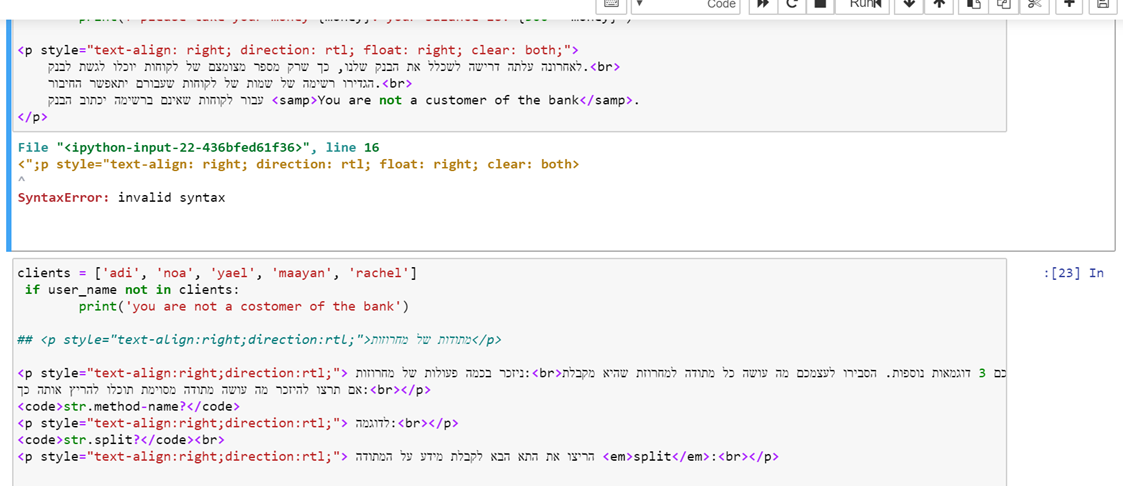 Code
Run
<p style="text-align: right; direction: rtl; float: right; clear: both;">
לאחרונה עלתה דרישה לשכלל את הבנק שלנו, כך שרק מספר מצומצם של לקוחות יוכלו לגשת לבנק.<br>
הגדירו רשימה של שמות של לקוחות שעבורם יתאפשר החיבור.<br>
עבור לקוחות שאינם ברשימה יכתוב הבנק <samp>You are not a customer of the bank</samp>.
</p>
File "<ipython-input-22-436bfed61f36>", line 16
<";p style="text-align: right; direction: rtl; float: right; clear: both>
^
SyntaxError: invalid syntax
:[23] In
clients = ['adi', 'noa', 'yael', 'maayan', 'rachel']
if user_name not in clients:
print('you are not a costomer of the bank')
## <p style="text-align:right;direction:rtl;">מתודות של מחרוזות</p>
<p style="text-align:right;direction:rtl;"> ניזכר בכמה פעולות של מחרוזות:<br>כם 3 דוגמאות נוספות. הסבירו לעצמכם מה עושה כל מתודה למחרוזת שהיא מקבלת
אם תרצו להיזכר מה עושה מתודה מסוימת תוכלו להריץ אותה כך:<br></p>
<code>str.method-name?</code>
<p style="text-align:right;direction:rtl;"> לדוגמה:<br></p>
<code>str.split?</code><br>
<p style="text-align:right;direction:rtl;"> הריצו את התא הבא לקבלת מידע על המתודה <em>split</em>:<br></p>